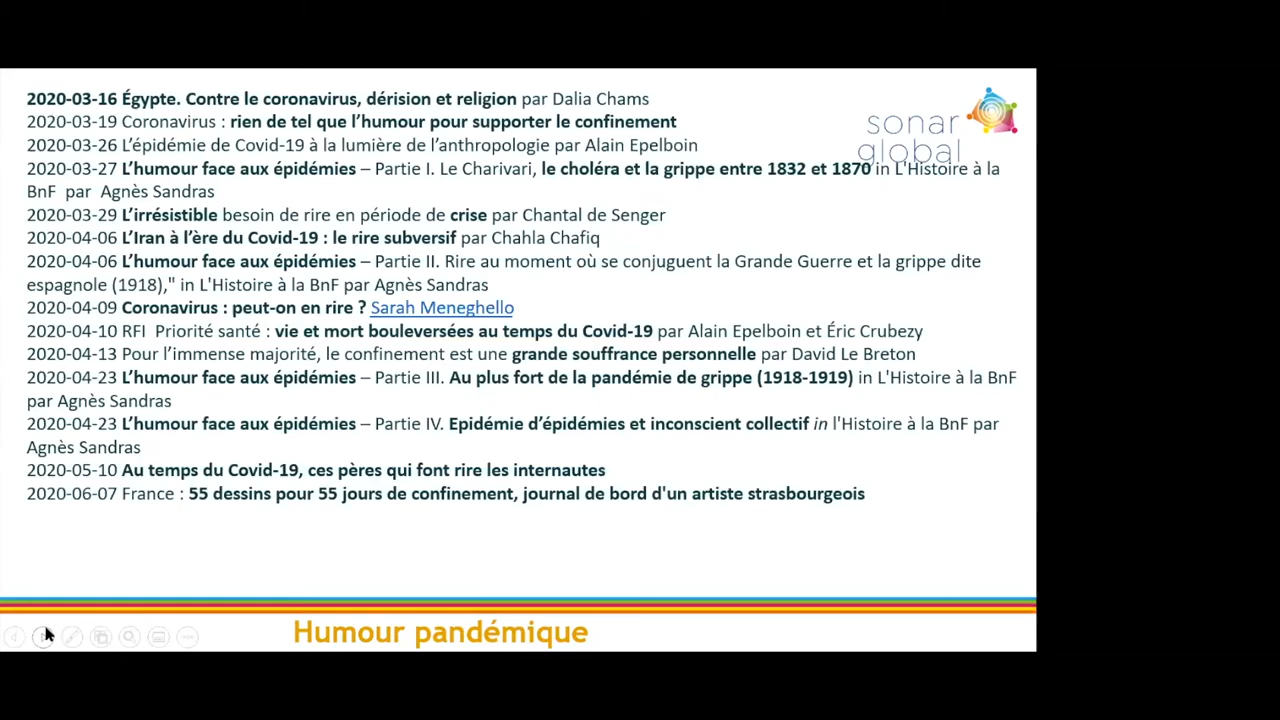 2020-03-16 Égypte. Contre le coronavirus, dérision et religion par Dalia Chams
2020-03-19 Coronavirus : rien de tel que l’humour pour supporter le confinement
2020-03-26 L’épidémie de Covid-19 à la lumière de l’anthropologie par Alain Epelboin
2020-03-27 L’humour face aux épidémies – Partie I. Le Charivari, le choléra et la grippe entre 1832 et 1870 in L'Histoire à la
BnF par Agnès Sandras
2020-03-29 L’irrésistible besoin de rire en période de crise par Chantal de Senger
2020-04-06 L’Iran à l’ère du Covid-19 : le rire subversif par Chahla Chafiq
2020-04-06 L’humour face aux épidémies – Partie II. Rire au moment où se conjuguent la Grande Guerre et la grippe dite
espagnole (1918)," in L'Histoire à la BnF par Agnès Sandras
2020-04-09 Coronavirus : peut-on en rire ? Sarah Meneghello
2020-04-10 RFI Priorité santé : vie et mort bouleversées au temps du Covid-19 par Alain Epelboin et Éric Crubezy
2020-04-13 Pour l’immense majorité, le confinement est une grande souffrance personnelle par David Le Breton
2020-04-23 L’humour face aux épidémies – Partie III. Au plus fort de la pandémie de grippe (1918-1919) in L'Histoire à la BnF
par Agnès Sandras
2020-04-23 L’humour face aux épidémies – Partie IV. Epidémie d’épidémies et inconscient collectif in l'Histoire à la BnF par
Agnès Sandras
2020-05-10 Au temps du Covid-19, ces pères qui font rire les internautes
2020-06-07 France : 55 dessins pour 55 jours de confinement, journal de bord d'un artiste strasbourgeois
sonar
global
Humour pandémique